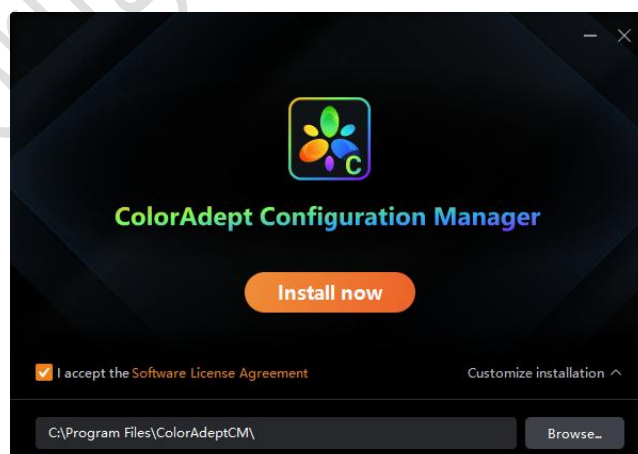 C
ColorAdept Configuration Manager
Install now
I accept the Software License Agreement
Customize installation
C:\Program Files\ColorAdeptCM\
Browse...